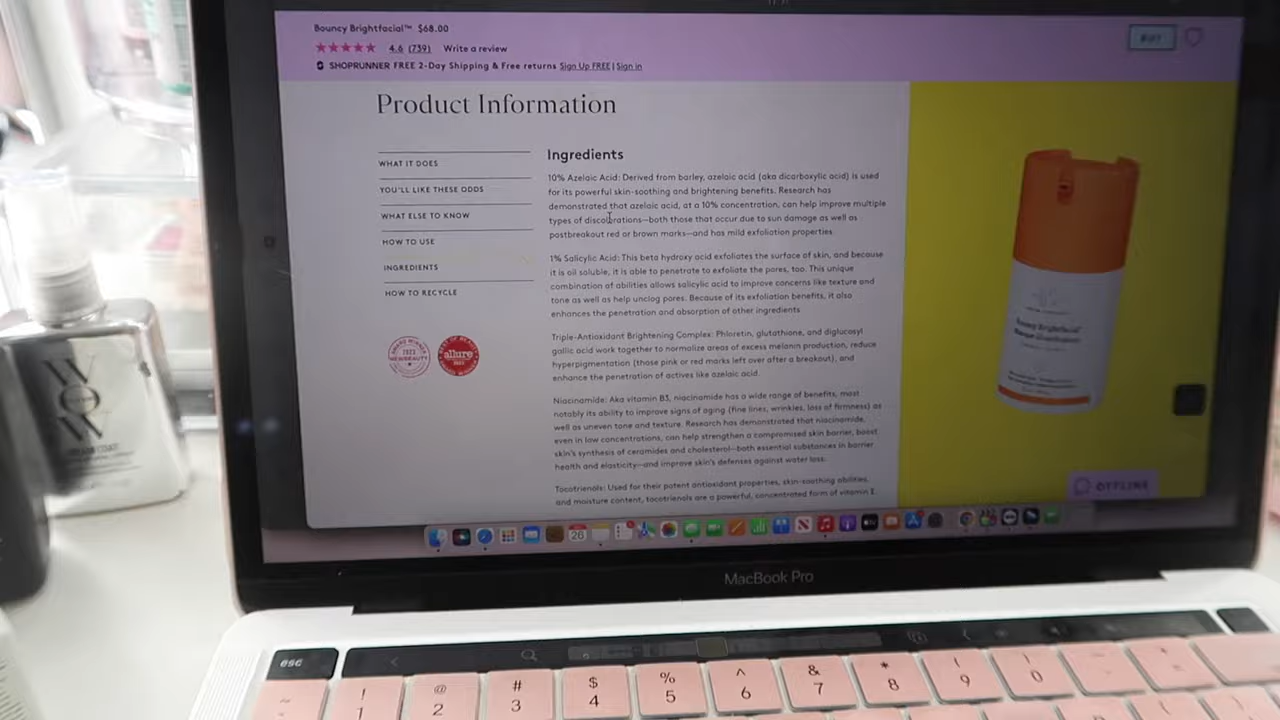 Bouncy Brightfacial™ $68.00
4.6 (739) Write a review
SHOPRUNNER FREE 2-Day Shipping & Free returns Sign Up FREE | Sign in
BUY
Product Information
WHAT IT DOES
YOU'LL LIKE THESE ODDS
WHAT ELSE TO KNOW
HOW TO USE
INGREDIENTS
HOW TO RECYCLE
allure
Ingredients
10% Azelaic Acid: Derived from barley, azelaic acid (aka dicarboxylic acid) is used
for its powerful skin-soothing and brightening benefits. Research has
demonstrated that azelaic acid, at a 10% concentration, can help improve multiple
types of discolorations—both those that occur due to sun damage as well as
postbreakout red or brown marks—and has mild exfoliation properties.
1% Salicylic Acid: This beta hydroxy acid exfoliates the surface of skin, and because
it is oil soluble, it is able to penetrate to exfoliate the pores, too. This unique
combination of abilities allows salicylic acid to improve concerns like texture and
tone as well as help unclog pores. Because of its exfoliation benefits, it also
enhances the penetration and absorption of other ingredients
Triple-Antioxidant Brightening Complex: Phloretin, glutathione, and diglucosyl
gallic acid work together to normalize areas of excess melanin production, reduce
hyperpigmentation (those pink or red marks left over after a breakout), and
enhance the penetration of actives like azelaic acid.
Niacinamide: Aka vitamin B3, niacinamide has a wide range of benefits, most
notably its ability to improve signs of aging (fine lines, wrinkles, loss of firmness) as
well as uneven tone and texture. Research has demonstrated that niacinamide,
even in low concentrations, can help strengthen a compromised skin barrier, boost
skin's synthesis of ceramides and cholesterol—both essential substances in barrier
health and elasticity—and improve skin's defenses against water loss.
Tocotrienols: Used for their potent antioxidant properties, skin-soothing abilities,
and moisture content, tocotrienols are a powerful, concentrated form of vitamin E
Bouncy Brightfacial
OFFLINE
26
WOW
MacBook Pro
esc
~ ! @ # $ % ^ & * ( )
1 2 3 4 5 6 7 8 9 0